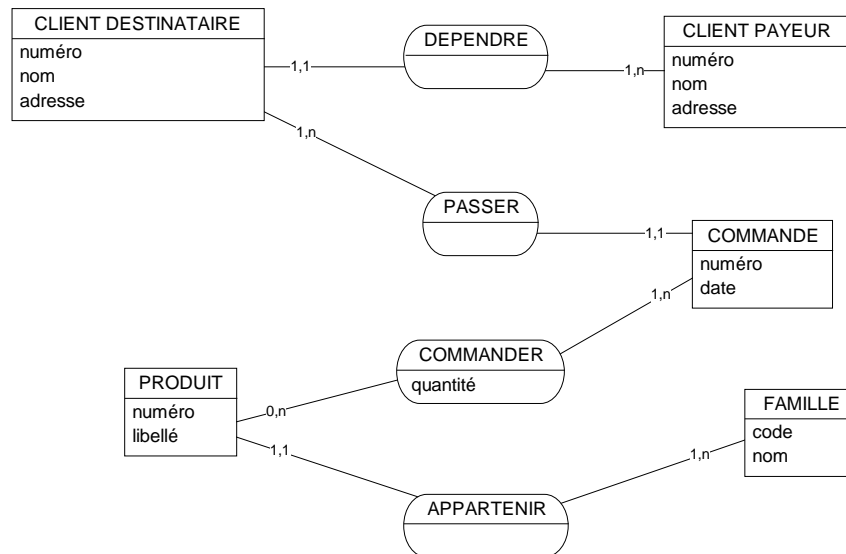 CLIENT DESTINATAIRE
numéro
nom
adresse
1,1
DEPENDRE
1,n
CLIENT PAYEUR
numéro
nom
adresse
1,n
PASSER
1,1
COMMANDE
numéro
date
1,n
COMMANDER
quantité
0,n
PRODUIT
numéro
libellé
1,1
APPARTENIR
1,n
FAMILLE
code
nom